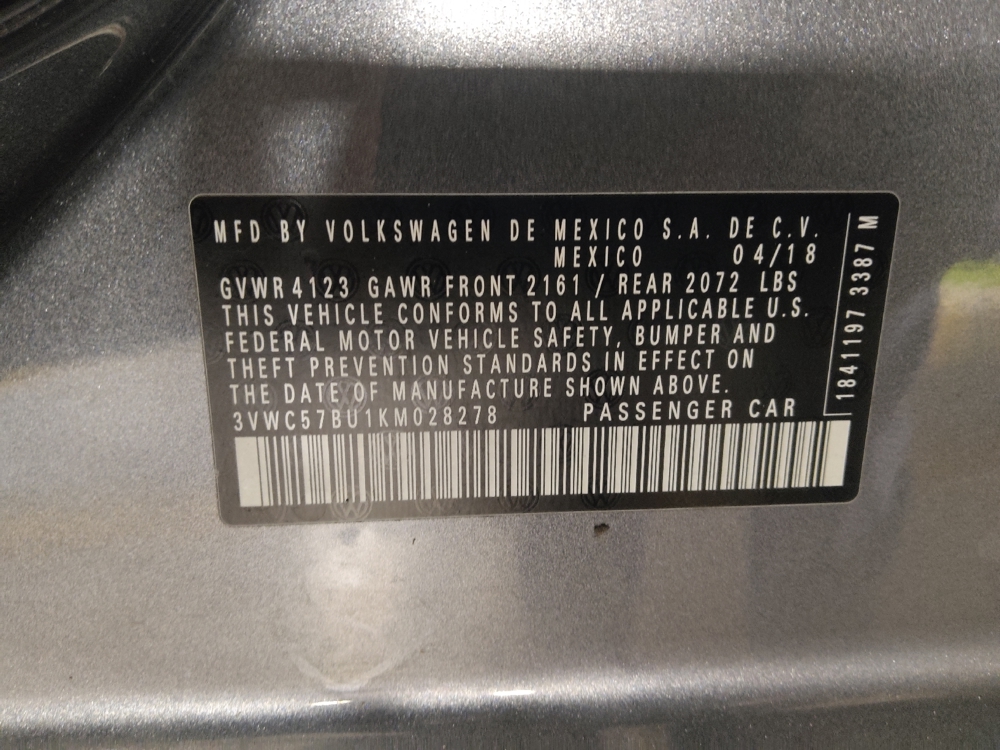 MFD BY VOLKSWAGEN DE MEXICO S.A. DE C.V.
MEXICO 04/18
GVWR 4123 GAWR FRONT 2161 / REAR 2072 LBS
THIS VEHICLE CONFORMS TO ALL APPLICABLE U.S.
FEDERAL MOTOR VEHICLE SAFETY, BUMPER AND
THEFT PREVENTION STANDARDS IN EFFECT ON
THE DATE OF MANUFACTURE SHOWN ABOVE.
3VWC57BU1KM028278 PASSENGER CAR
1841197 3387 M